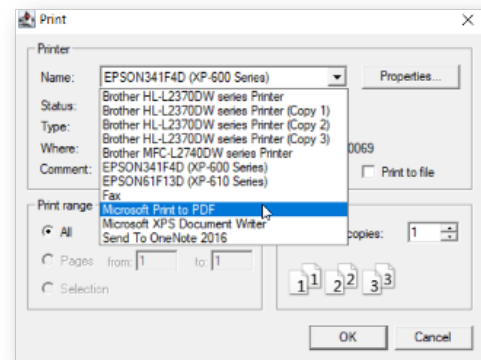 Print
Printer
Name: EPSON341F4D (XP-600 Series) Properties...
Brother HL-L2370DW series Printer
Status: Brother HL-L2370DW series Printer (Copy 1)
Type: Brother HL-L2370DW series Printer (Copy 2)
Brother HL-L2370DW series Printer (Copy 3)
Where: Brother MFC-L2740DW series Printer 0069
Comment: EPSON341F4D (XP-600 Series) Print to file
EPSON61F13D (XP-610 Series)
Fax
Print range Microsoft Print to PDF
Microsoft XPS Document Writer
All Send To OneNote 2016 copies: 1
Pages from: 1 to: 1
Selection
1 1 2 2 3 3
OK Cancel